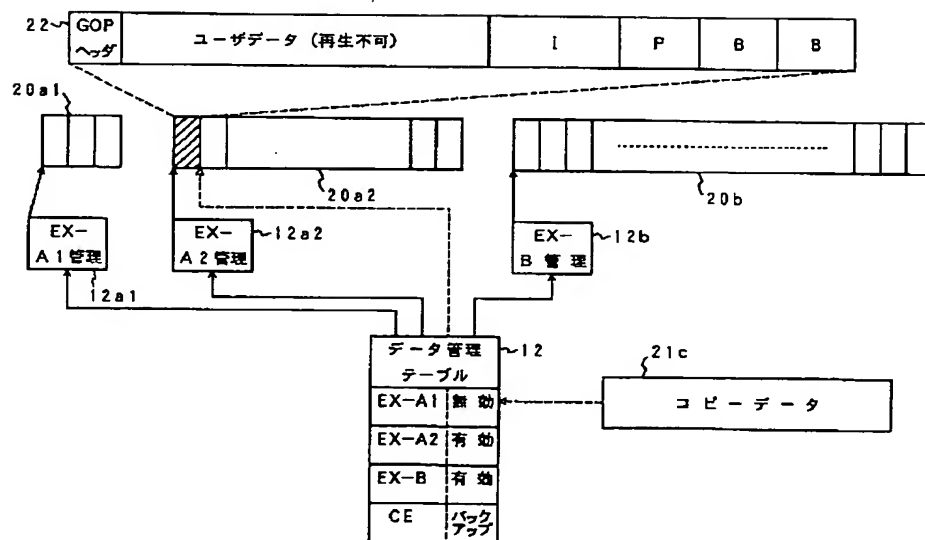 22
GOP
ヘッダ
ユーザデータ (再生不可)
I
P
B
B
20a1
20a2
20b
EX-
A1管理
12a1
EX-
A2管理
12a2
EX-
B 管理
12b
データ管理
テーブル
12
EX-A1 無効
EX-A2 有効
EX-B 有効
CE バック
アップ
21c
コピーデータ